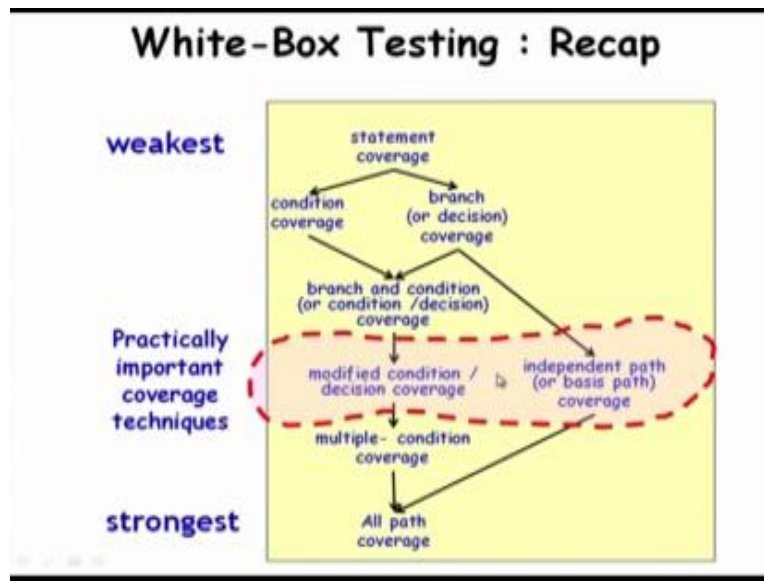 White-Box Testing : Recap
weakest
statement
coverage
condition
coverage
branch
(or decision)
coverage
branch and condition
(or condition /decision)
coverage
Practically
important
coverage
techniques
modified condition /
decision coverage
independent path
(or basis path)
coverage
multiple- condition
coverage
strongest
All path
coverage